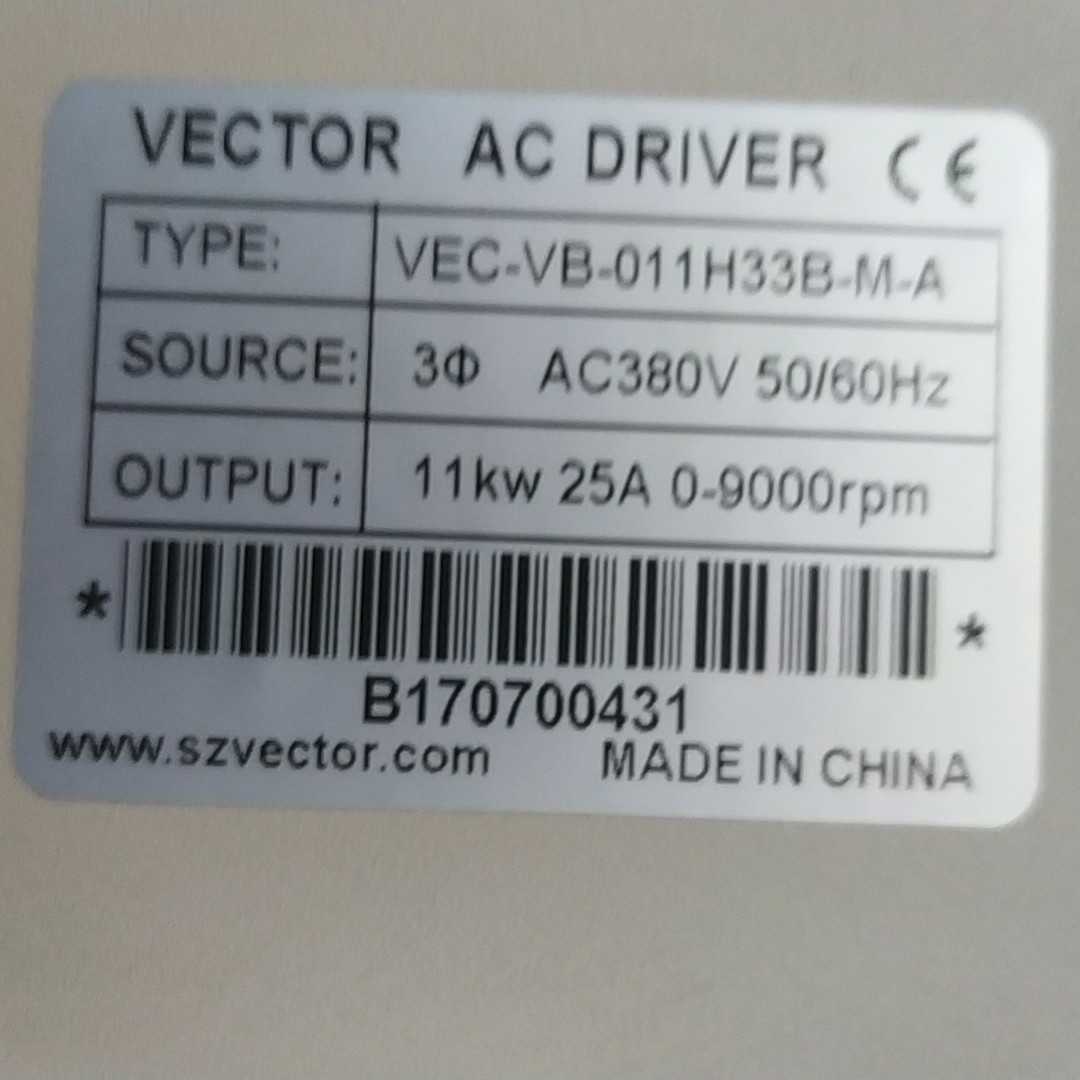 VECTOR AC DRIVER CE
TYPE: VEC-VB-011H33B-M-A
SOURCE: 3Φ AC380V 50/60Hz
OUTPUT: 11kw 25A 0-9000rpm
* *
B170700431
www.szvector.com MADE IN CHINA